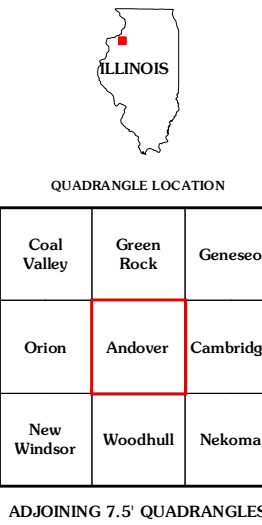 ILLINOIS
QUADRANGLE LOCATION
Coal
Valley
Green
Rock
Geneseo
Orion
Andover
Cambridg
New
Windsor
Woodhull
Nekoma
ADJOINING 7.5' QUADRANGLES